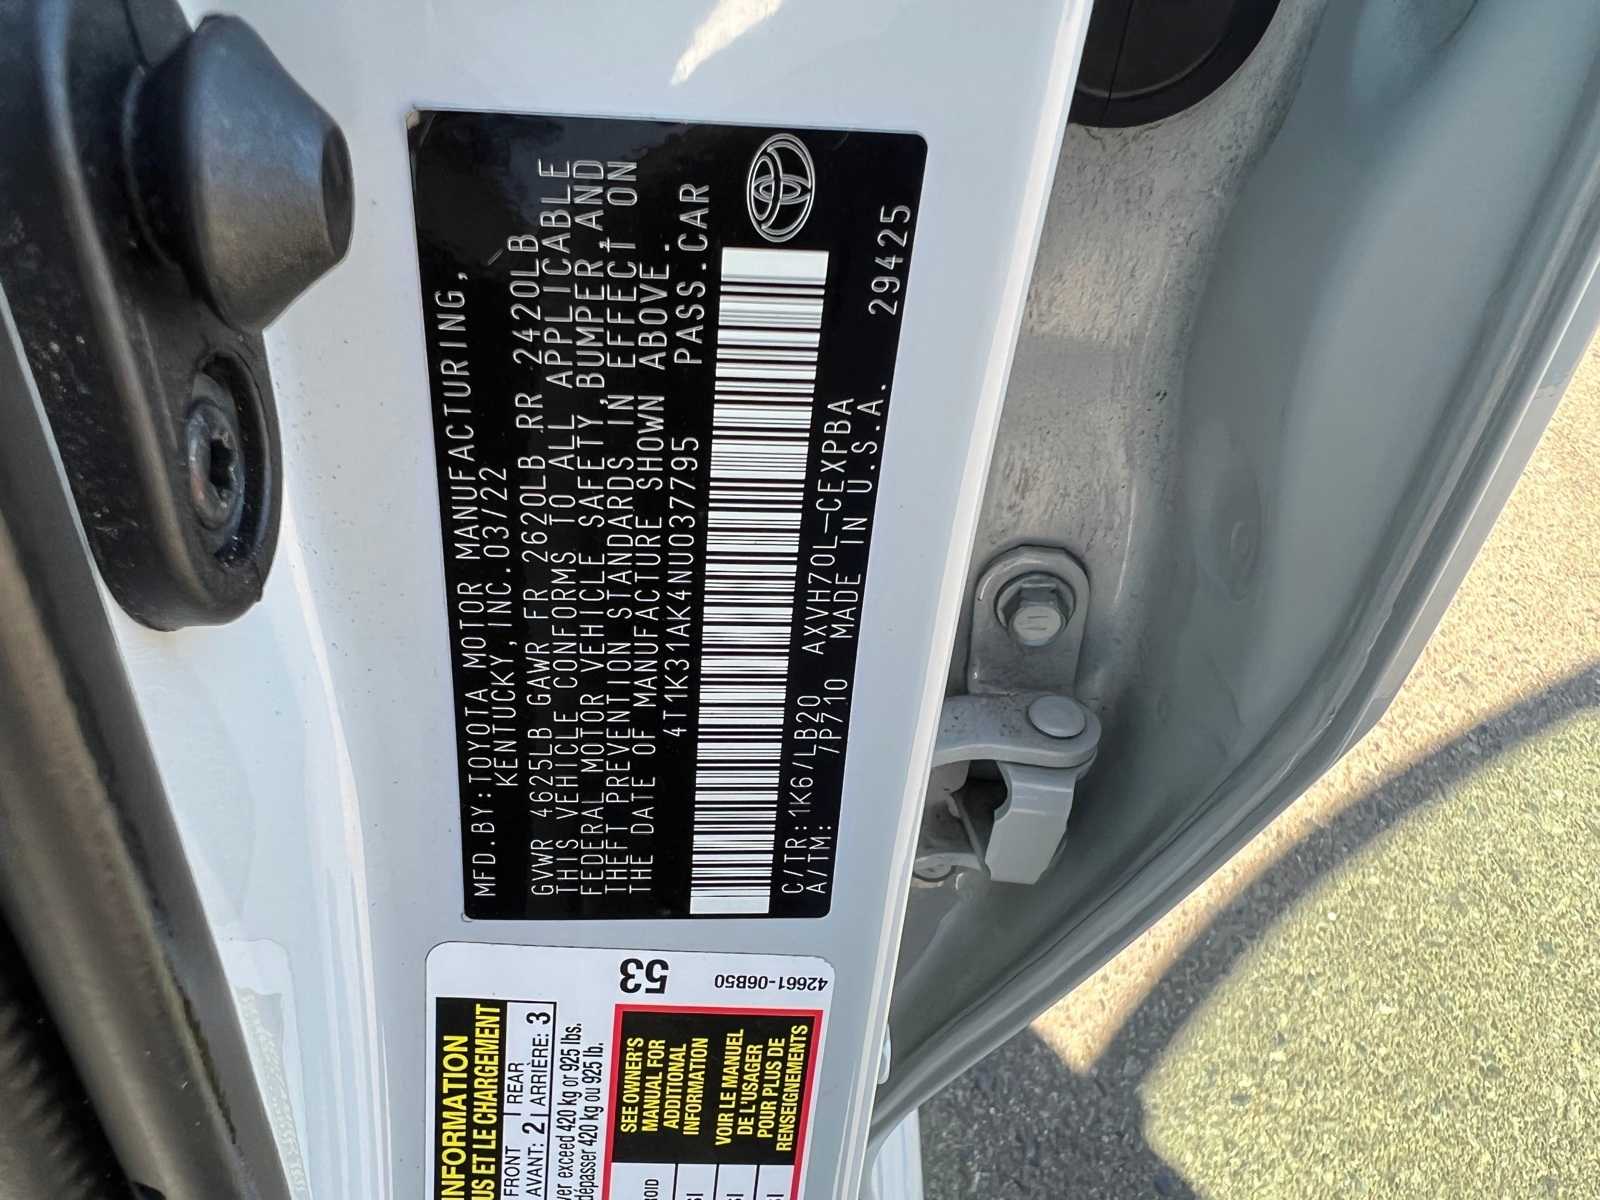 MFD.BY:TOYOTA MOTOR MANUFACTURING,
KENTUCKY,INC.03/22
GVWR 4625LB GAWR FR 2620LB RR 2420LB
THIS VEHICLE CONFORMS TO ALL APPLICABLE
FEDERAL MOTOR VEHICLE SAFETY,BUMPER,AND
THEFT PREVENTION STANDARDS IN EFFECT ON
THE DATE OF MANUFACTURE SHOWN ABOVE.
4T1K31AK4NU037795 PASS.CAR
C/TR:1K6/LB20 AXVH70L-CEXPBA
A/TM: 7P710 MADE IN U.S.A. 29425
53
42661-06B50
INFORMATION
US ET LE CHARGEMENT
FRONT 2 REAR 3
AVANT: ARRIÈRE:
ver exceed 420 kg or 925 lbs.
dépasser 420 kg ou 925 lb.
SEE OWNER'S
MANUAL FOR
ADDITIONAL
INFORMATION
VOIR LE MANUEL
DE L'USAGER
POUR PLUS DE
RENSEIGNEMENTS